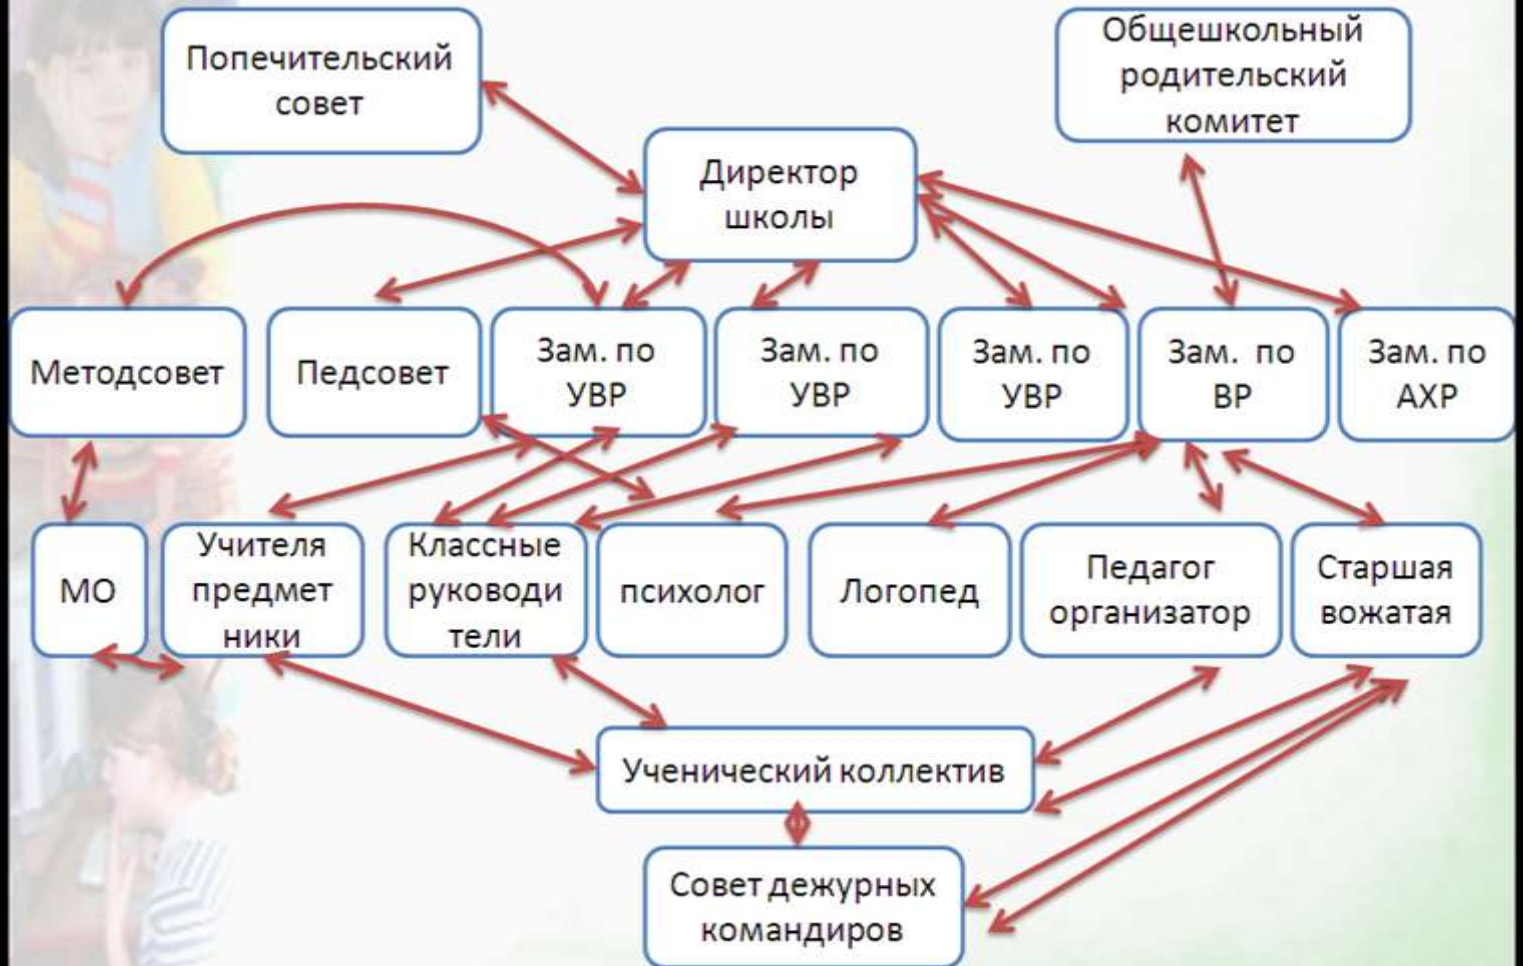 Попечительский
совет
Общешкольный
родительский
комитет
Директор
школы
Методсовет
Педсовет
Зам. по
УВР
Зам. по
УВР
Зам. по
УВР
Зам. по
ВР
Зам. по
АХР
МО
Учителя
предмет
ники
Классные
руководи
тели
психолог
Логопед
Педагог
организатор
Старшая
вожатая
Ученический коллектив
Совет дежурных
командиров